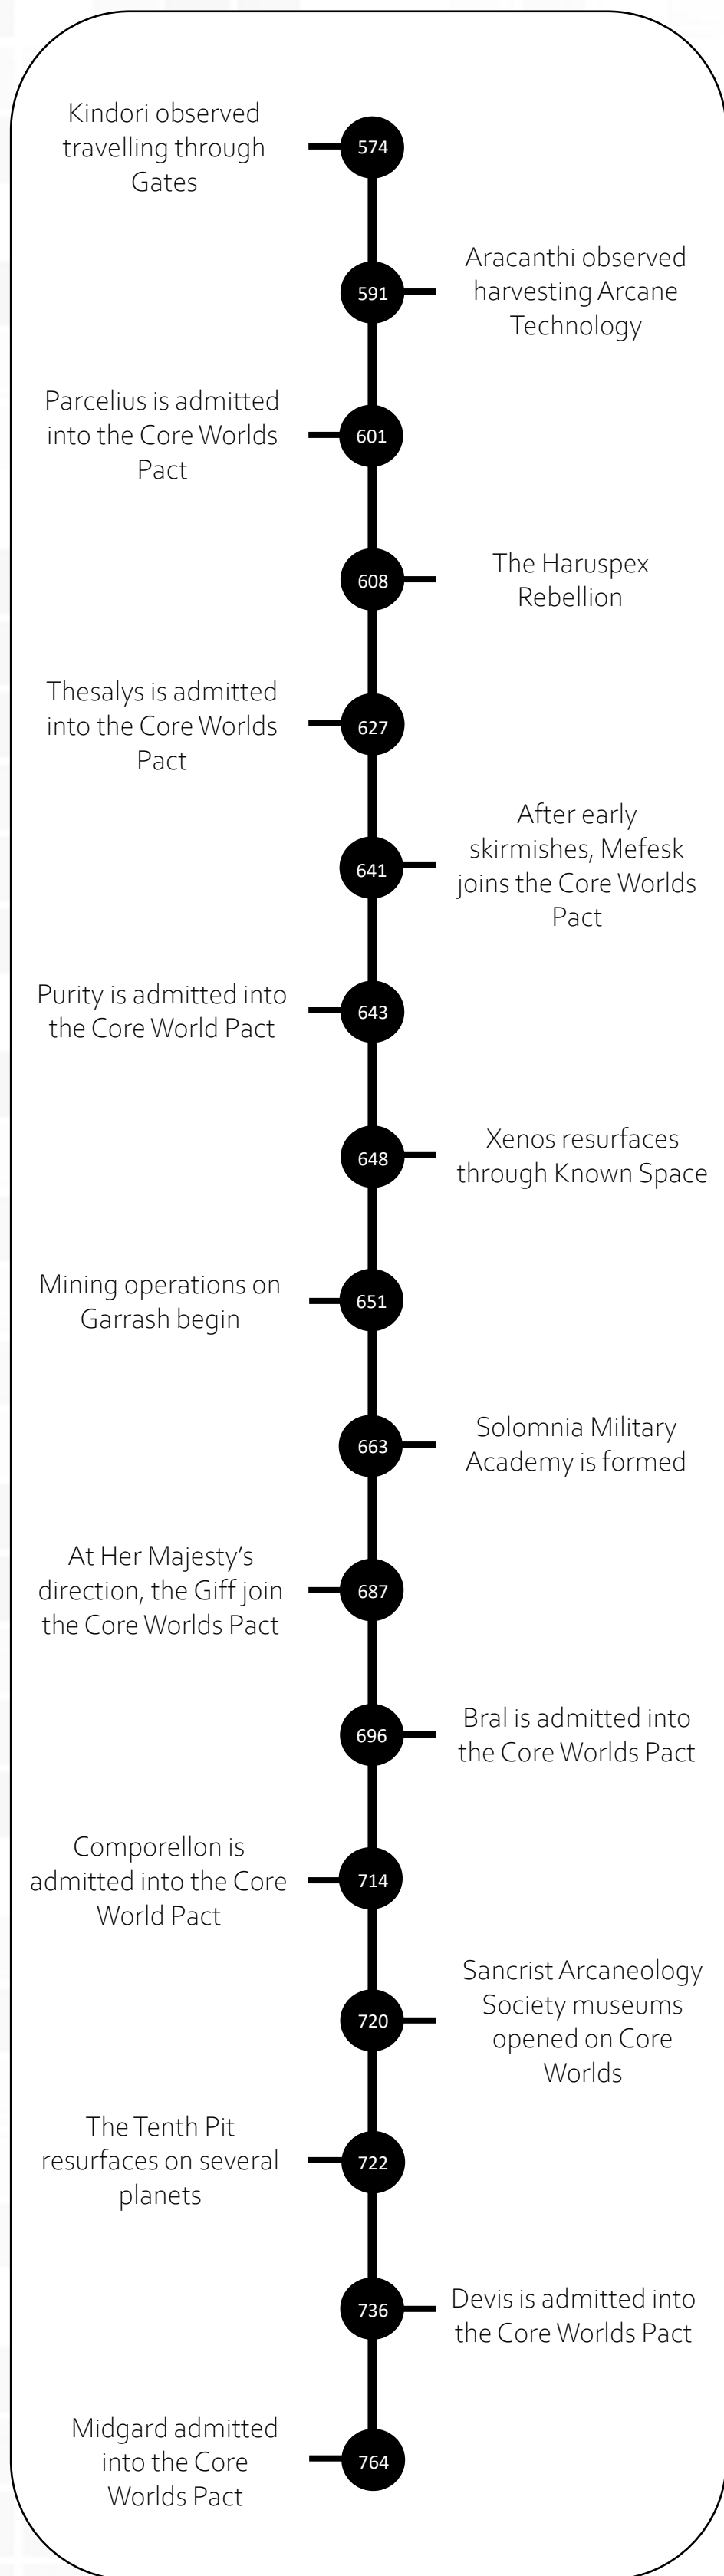 Kindori observed
travelling through
Gates
574
591
Aracanthi observed
harvesting Arcane
Technology
Parcelius is admitted
into the Core Worlds
Pact
601
608
The Haruspex
Rebellion
Thesalys is admitted
into the Core Worlds
Pact
627
641
After early
skirmishes, Mefesk
joins the Core Worlds
Pact
Purity is admitted into
the Core World Pact
643
648
Xenos resurfaces
through Known Space
Mining operations on
Garrash begin
651
663
Solomnia Military
Academy is formed
At Her Majesty's
direction, the Giff join
the Core Worlds Pact
687
696
Bral is admitted into
the Core Worlds Pact
Comporellon is
admitted into the Core
World Pact
714
720
Sancrist Arcaneology
Society museums
opened on Core
Worlds
The Tenth Pit
resurfaces on several
planets
722
736
Devis is admitted into
the Core Worlds Pact
Midgard admitted
into the Core
Worlds Pact
764